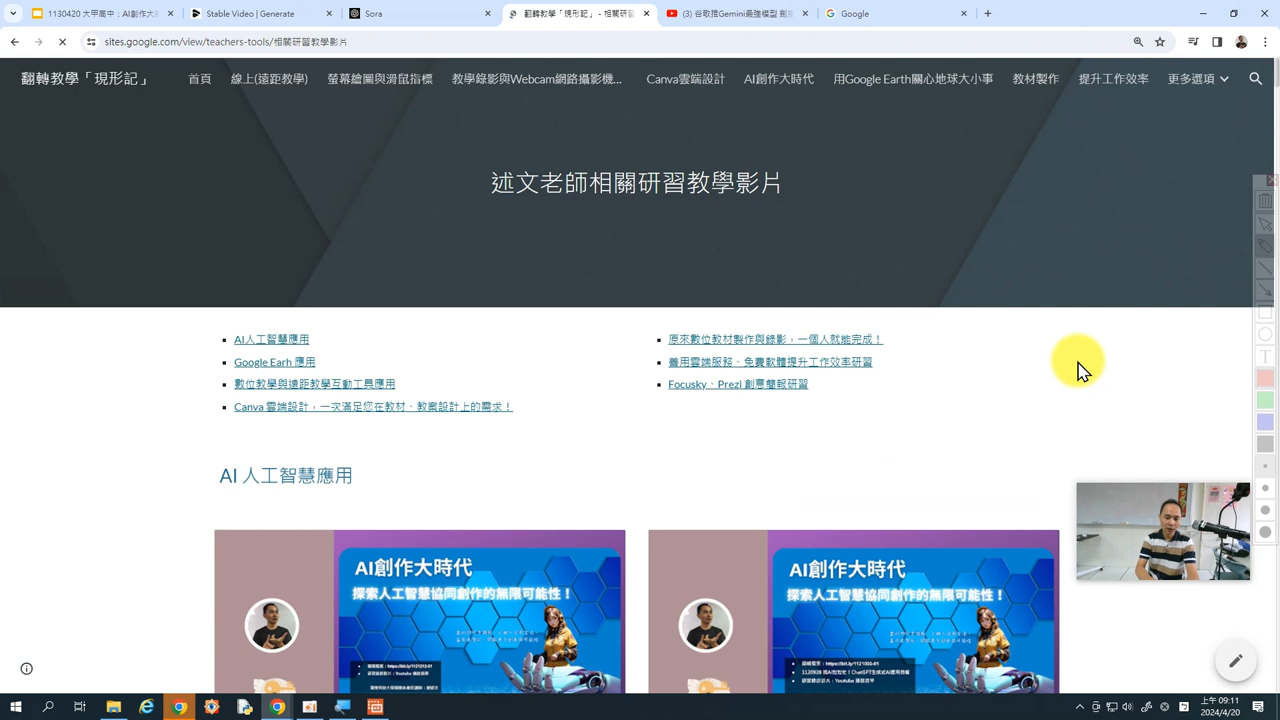 1130420 大甲高中：AI創作大
Stable Video | Generate
Sora
翻轉教學「現形記」 - 相關研習
(3) 谷歌推Gemini最強模型,劍
Google
sites.google.com/view/teachers-tools/相關研習教學影片
翻轉教學「現形記」
首頁
線上(遠距教學)
螢幕繪圖與滑鼠指標
教學錄影與Webcam網路攝影機...
Canva雲端設計
AI創作大時代
用Google Earth關心地球大小事
教材製作
提升工作效率
更多選項
述文老師相關研習教學影片
AI人工智慧應用
Google Earh 應用
數位教學與遠距教學互動工具應用
Canva 雲端設計，一次滿足您在教材、教案設計上的需求！
原來數位教材製作與錄影，一個人就能完成！
善用雲端服務、免費軟體提升工作效率研習
Focusky、Prezi 創意簡報研習
AI 人工智慧應用
AI創作大時代
探索人工智慧協同創作的無限可能性！
AI創作大時代
探索人工智慧協同創作的無限可能性！
T
上午 09:11
2024/4/20